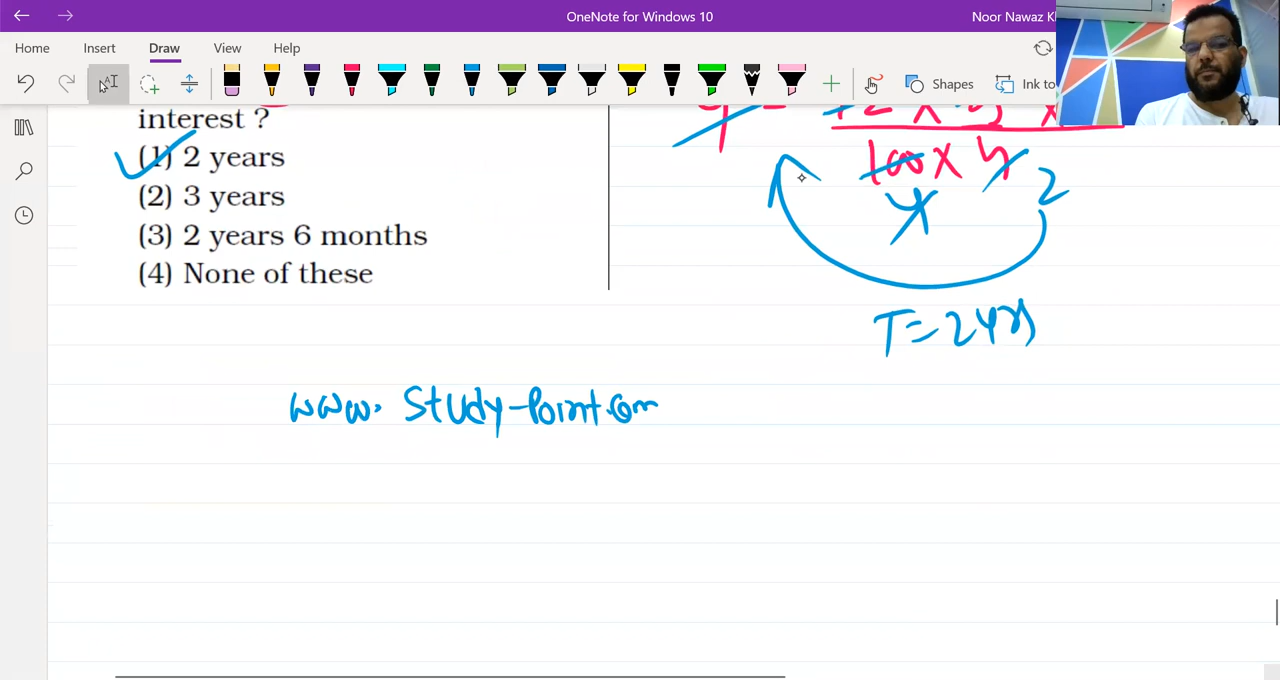 OneNote for Windows 10
Noor Nawaz K
Home Insert Draw View Help
Shapes Ink to
interest ?
(1) 2 years
(2) 3 years
(3) 2 years 6 months
(4) None of these
100 X 4
2
4
T = 2 yrs
www. Study-Point.com